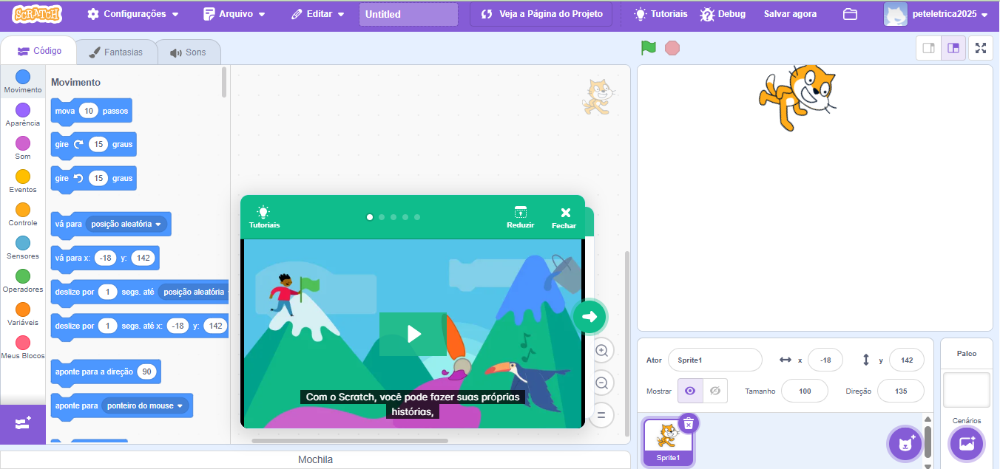 SCRATCH Configurações Arquivo Editar Untitled Veja a Página do Projeto Tutoriais Debug Salvar agora peteletrica2025
Código Fantasias Sons
Movimento
Aparência
Som
Eventos
Controle
Sensores
Operadores
Variáveis
Meus Blocos
Movimento
mova 10 passos
gire 15 graus
gire 15 graus
vá para posição aleatória
vá para x: -18 y: 142
deslize por 1 segs. até posição aleatória
deslize por 1 segs. até x: -18 y: 142
aponte para a direção 90
aponte para ponteiro do mouse
Tutoriais Reduzir Fechar
Com o Scratch, você pode fazer suas próprias
histórias,
Mochila
Ator Sprite1 x -18 y 142
Mostrar Tamanho 100 Direção 135
Sprite1
Palco
Cenários